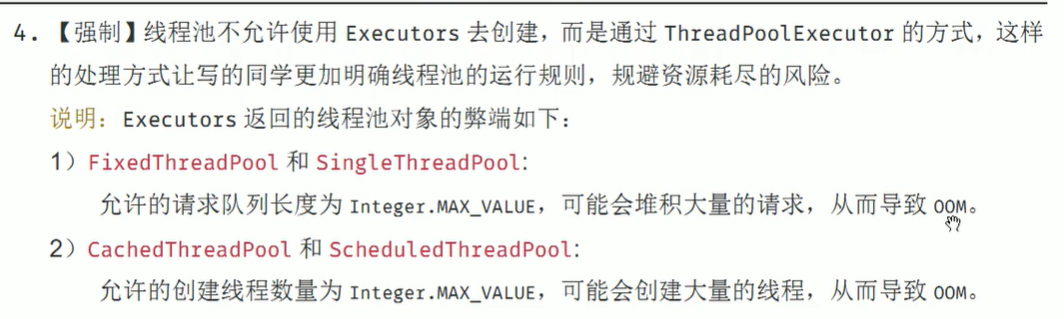 4. 【强制】线程池不允许使用 Executors 去创建，而是通过 ThreadPoolExecutor 的方式，这样
的处理方式让写的同学更加明确线程池的运行规则，规避资源耗尽的风险。
说明：Executors 返回的线程池对象的弊端如下：
1）FixedThreadPool 和 SingleThreadPool:
允许的请求队列长度为 Integer.MAX_VALUE，可能会堆积大量的请求，从而导致 OOM。
2）CachedThreadPool 和 ScheduledThreadPool:
允许的创建线程数量为 Integer.MAX_VALUE，可能会创建大量的线程，从而导致 OOM。